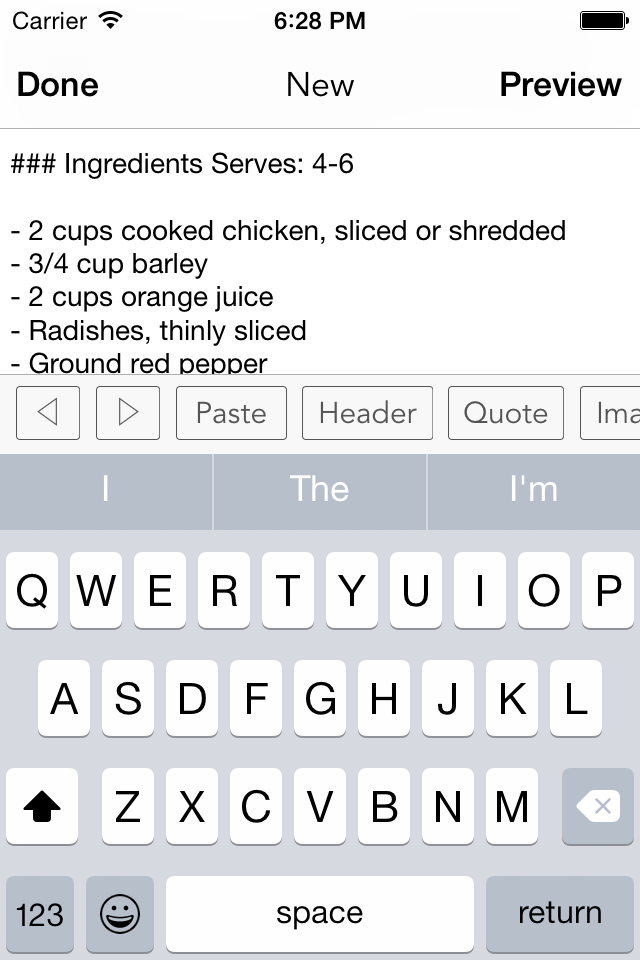 Carrier 6:28 PM
Done New Preview
### Ingredients Serves: 4-6
- 2 cups cooked chicken, sliced or shredded
- 3/4 cup barley
- 2 cups orange juice
- Radishes, thinly sliced
- Ground red pepper
Paste Header Quote Ima
I The I'm
Q W E R T Y U I O P
A S D F G H J K L
Z X C V B N M
123 space return